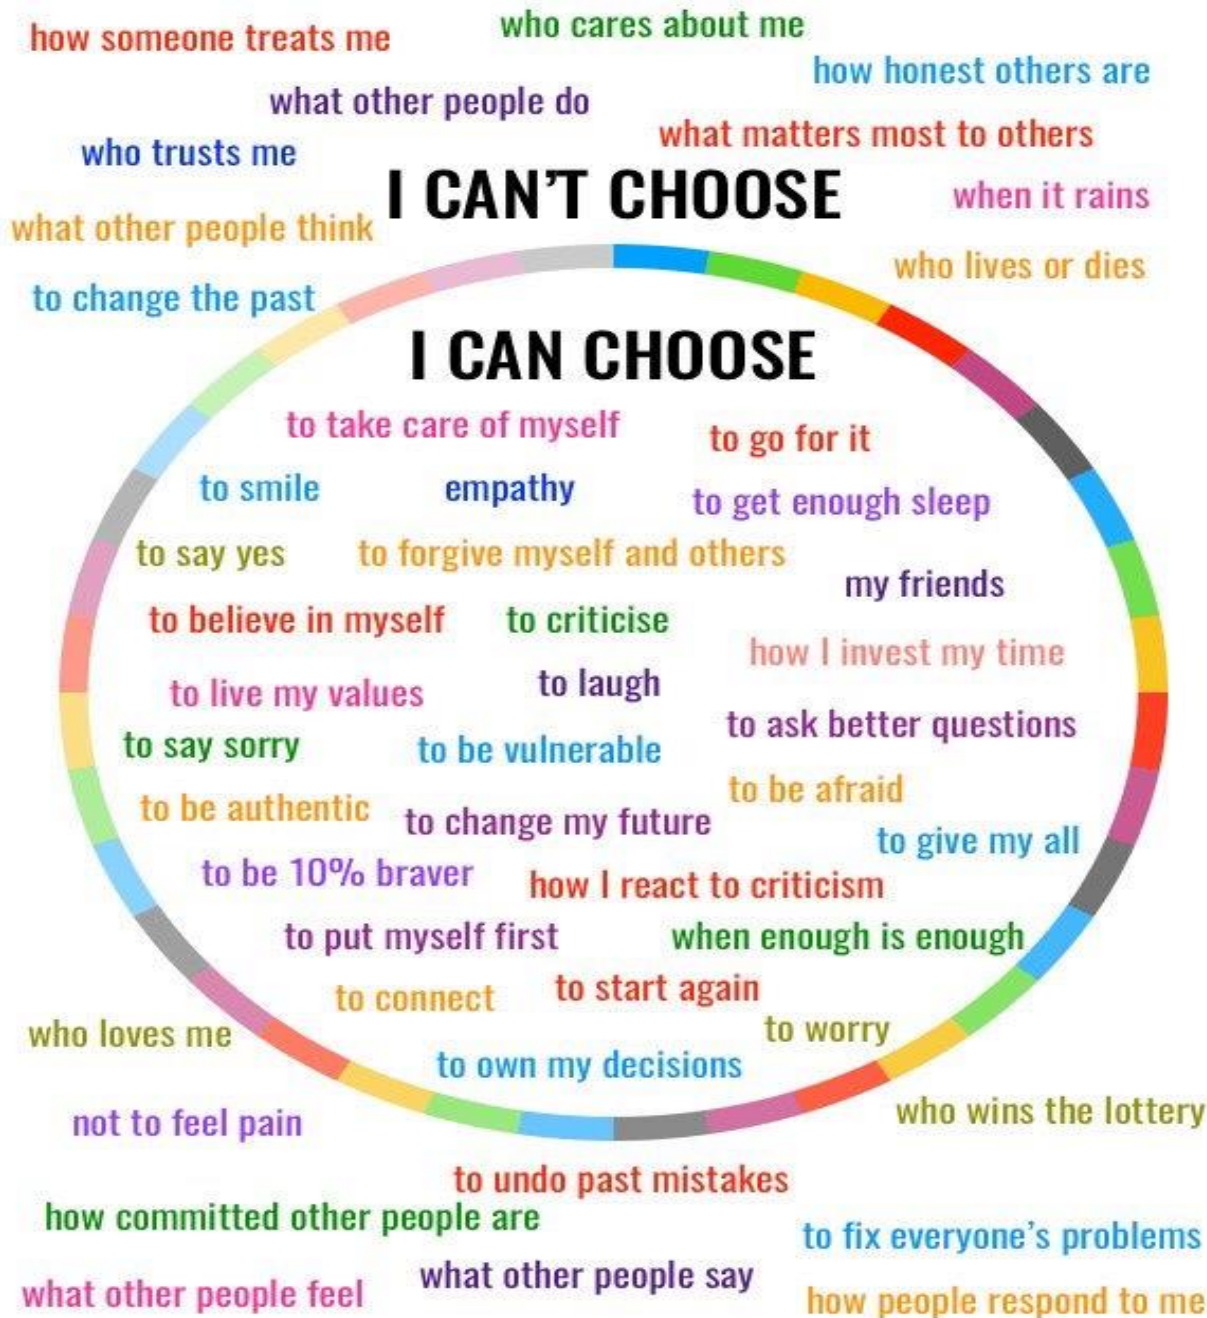 how someone treats me
who cares about me
how honest others are
what other people do
what matters most to others
who trusts me
I CAN'T CHOOSE
when it rains
what other people think
who lives or dies
to change the past
I CAN CHOOSE
to take care of myself
to go for it
to smile
empathy
to get enough sleep
to say yes
to forgive myself and others
my friends
to believe in myself
to criticise
how I invest my time
to live my values
to laugh
to ask better questions
to say sorry
to be vulnerable
to be afraid
to be authentic
to change my future
to give my all
to be 10% braver
how I react to criticism
to put myself first
when enough is enough
to connect
to start again
who loves me
to worry
to own my decisions
not to feel pain
who wins the lottery
to undo past mistakes
how committed other people are
to fix everyone's problems
what other people feel
what other people say
how people respond to me